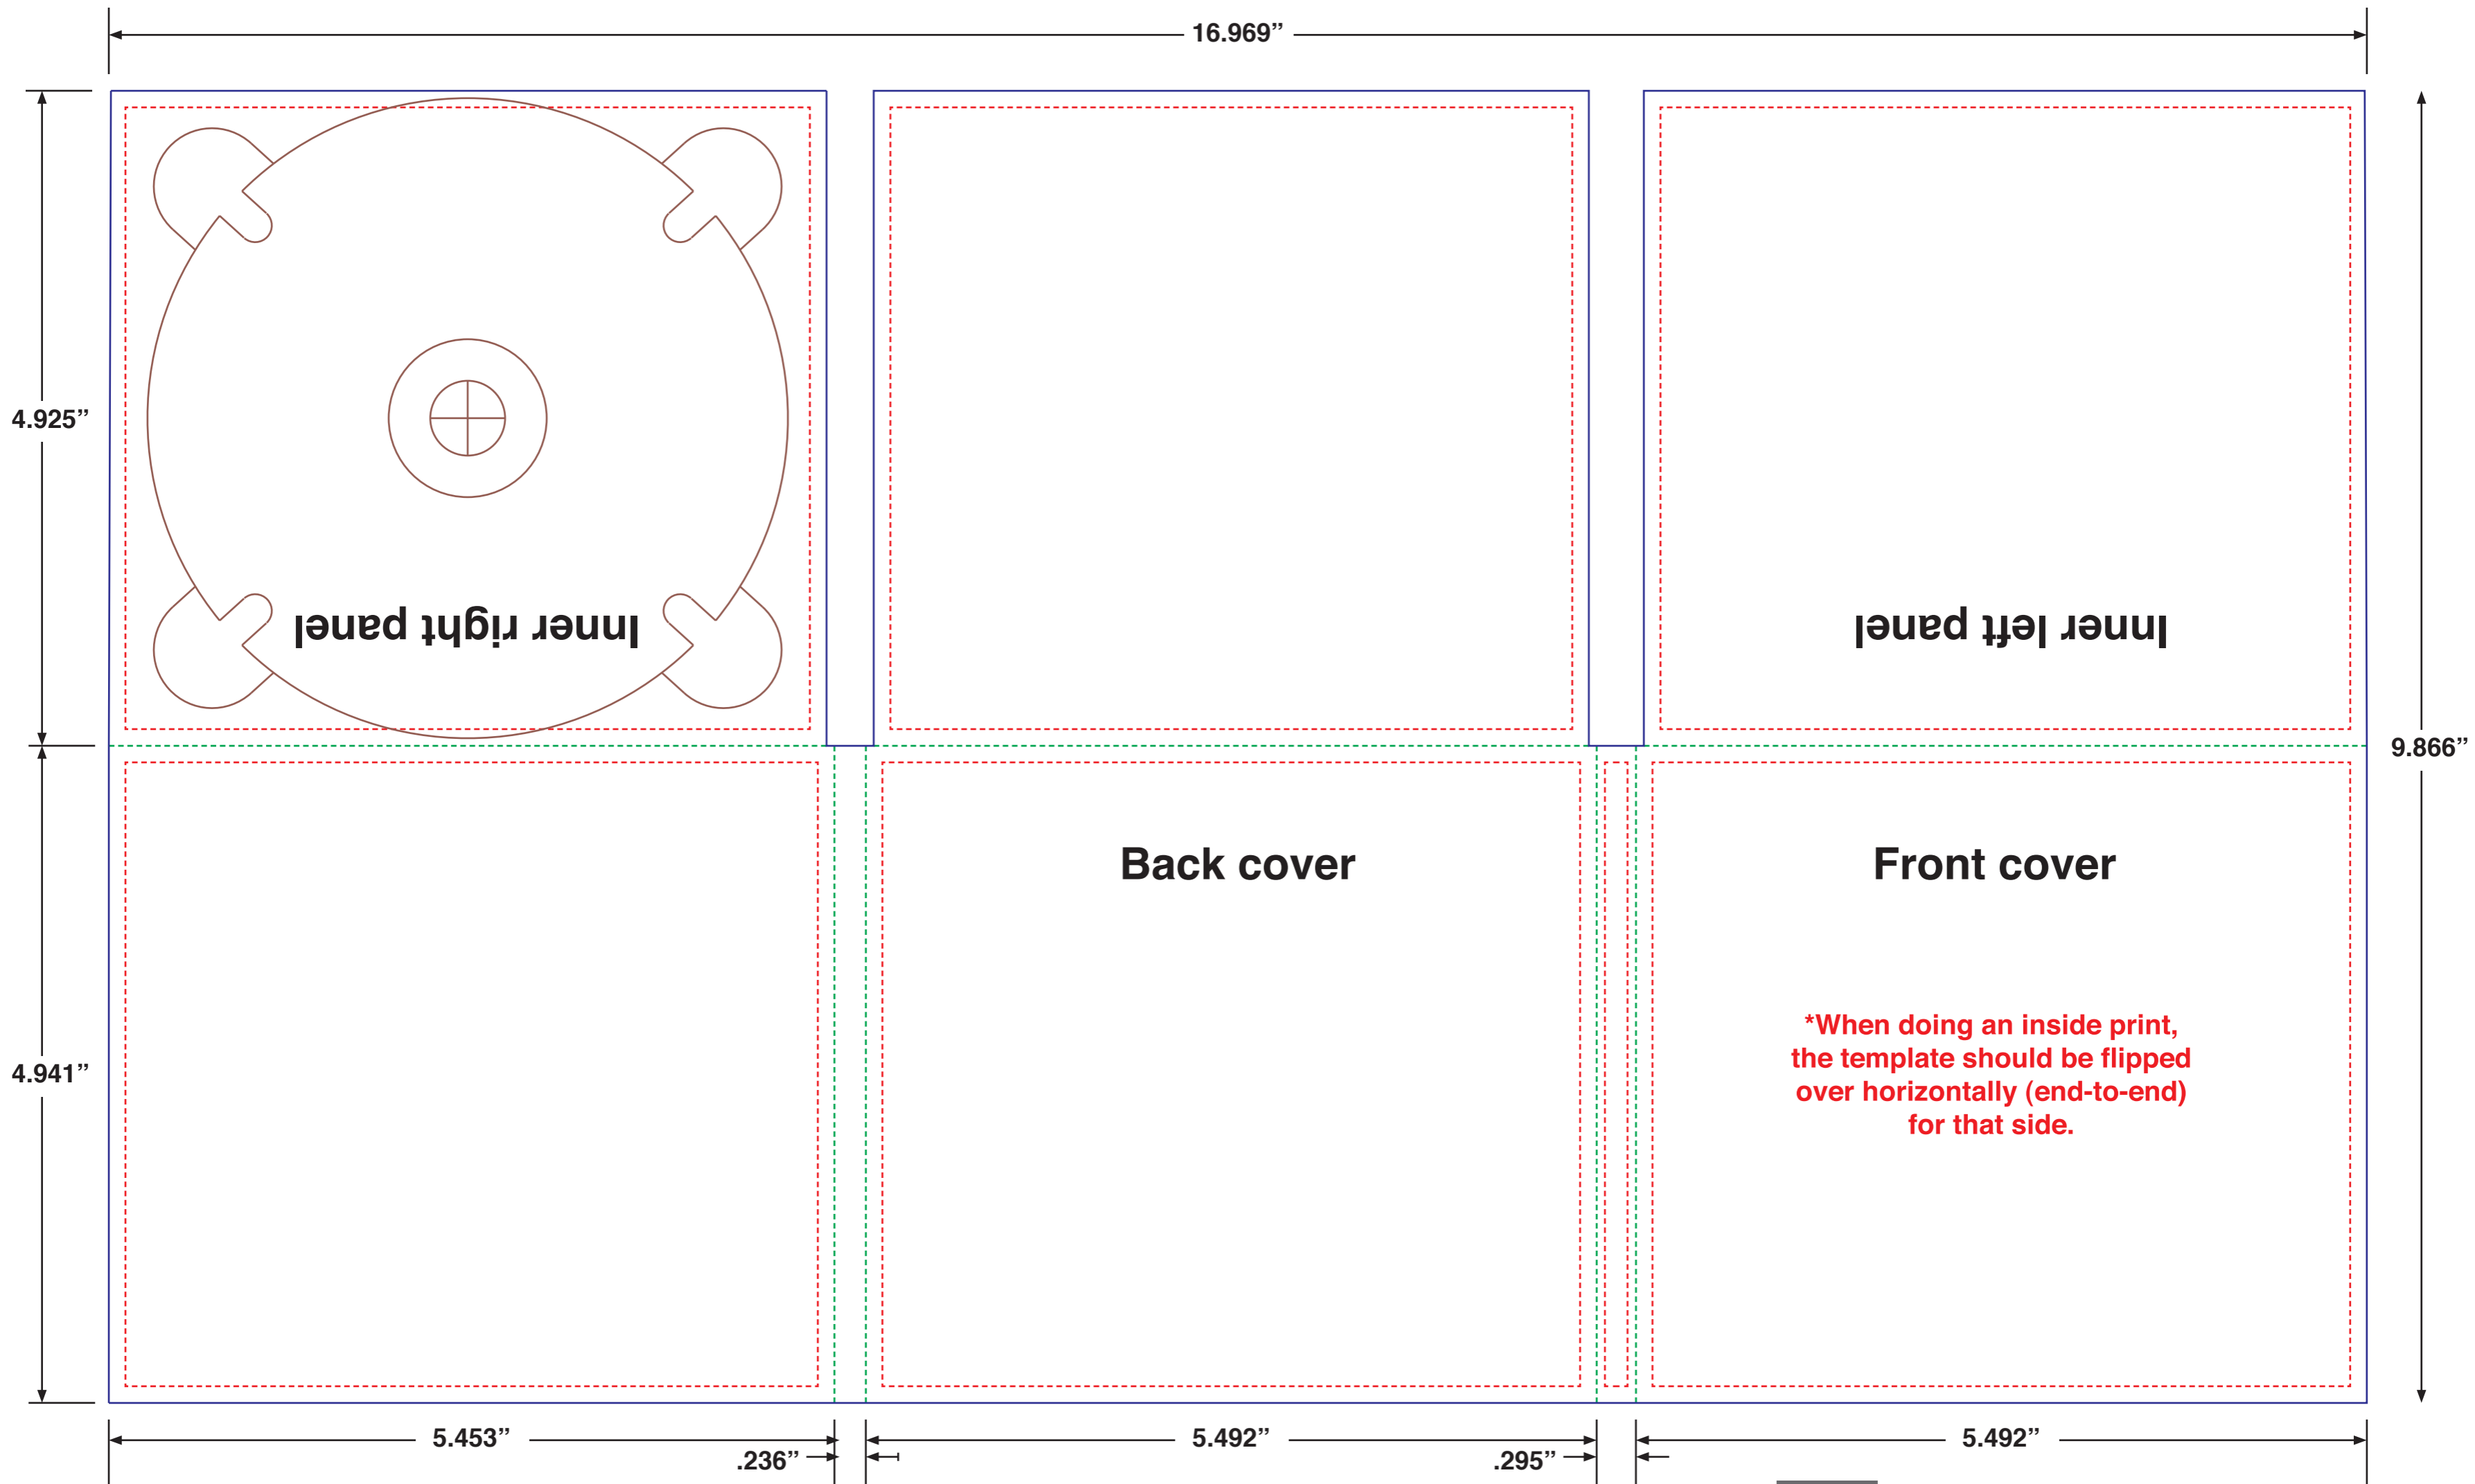 16.969”
4.925”
Inner right panel
Inner left panel
9.866”
Back cover
Front cover
*When doing an inside print,
the template should be flipped
over horizontally (end-to-end)
for that side.
4.941”
5.453”
5.492”
5.492”
.236”
.295”